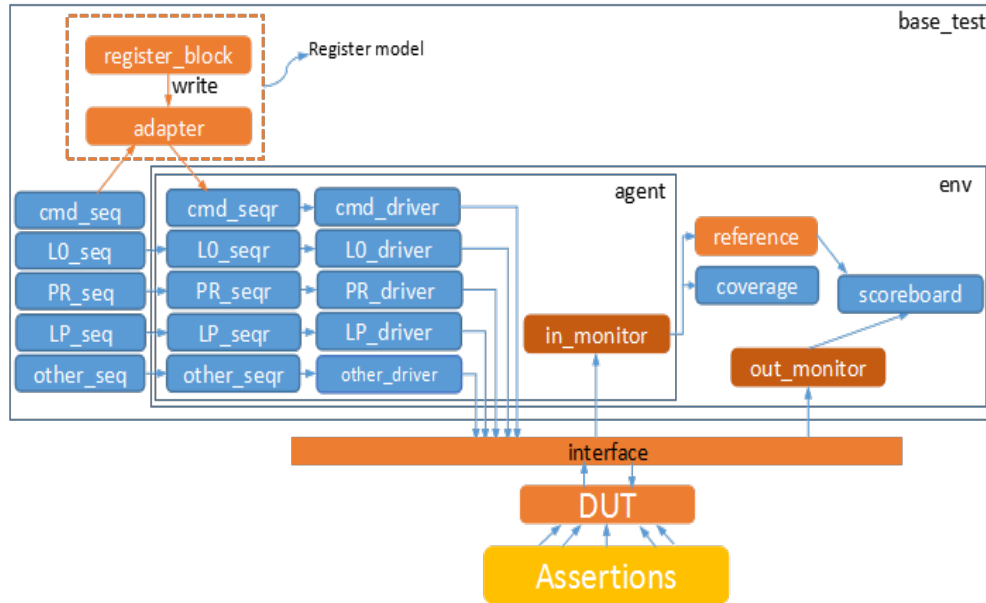 base_test
register_block
Register model
write
adapter
agent
env
cmd_seq
cmd_seqr
cmd_driver
L0_seq
L0_seqr
L0_driver
reference
PR_seq
PR_seqr
PR_driver
coverage
scoreboard
LP_seq
LP_seqr
LP_driver
in_monitor
other_seq
other_seqr
other_driver
out_monitor
interface
DUT
Assertions